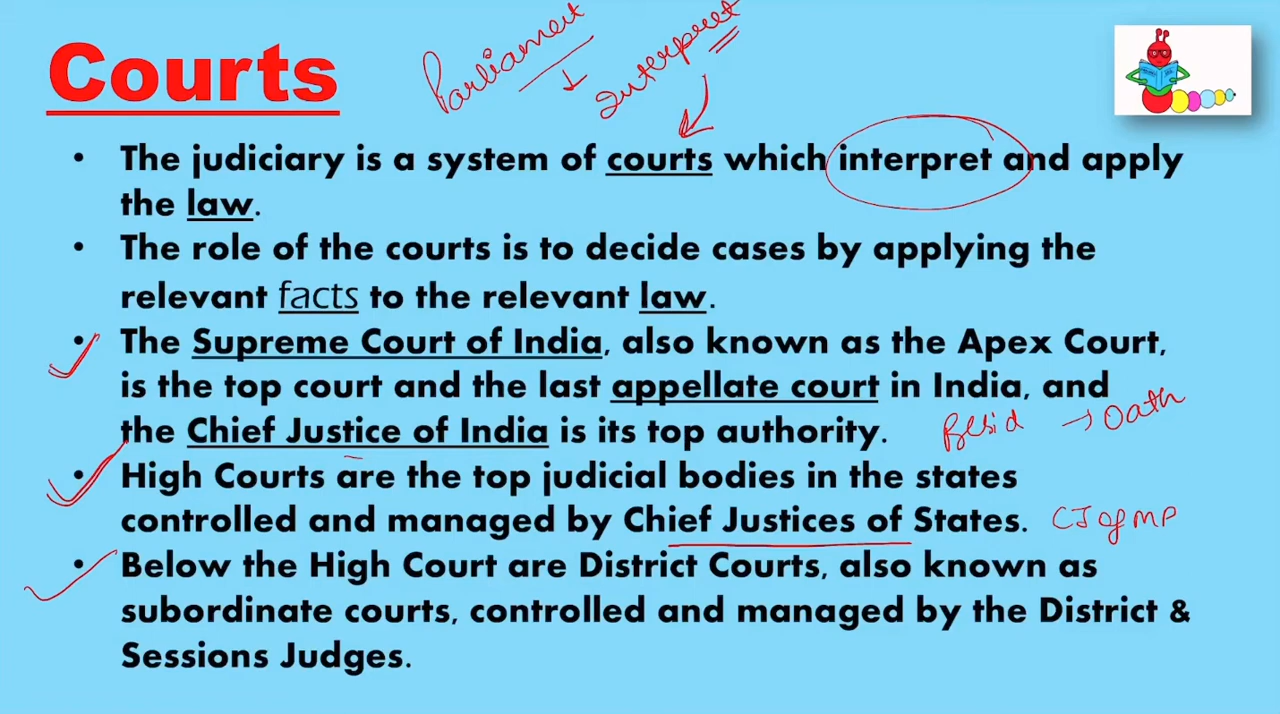 Courts
Parliament
Interpret
• The judiciary is a system of courts which interpret and apply
the law.
• The role of the courts is to decide cases by applying the
relevant facts to the relevant law.
• The Supreme Court of India, also known as the Apex Court,
is the top court and the last appellate court in India, and
the Chief Justice of India is its top authority.
→ Oath
• High Courts are the top judicial bodies in the states
controlled and managed by Chief Justices of States.
CJ of MP
• Below the High Court are District Courts, also known as
subordinate courts, controlled and managed by the District &
Sessions Judges.